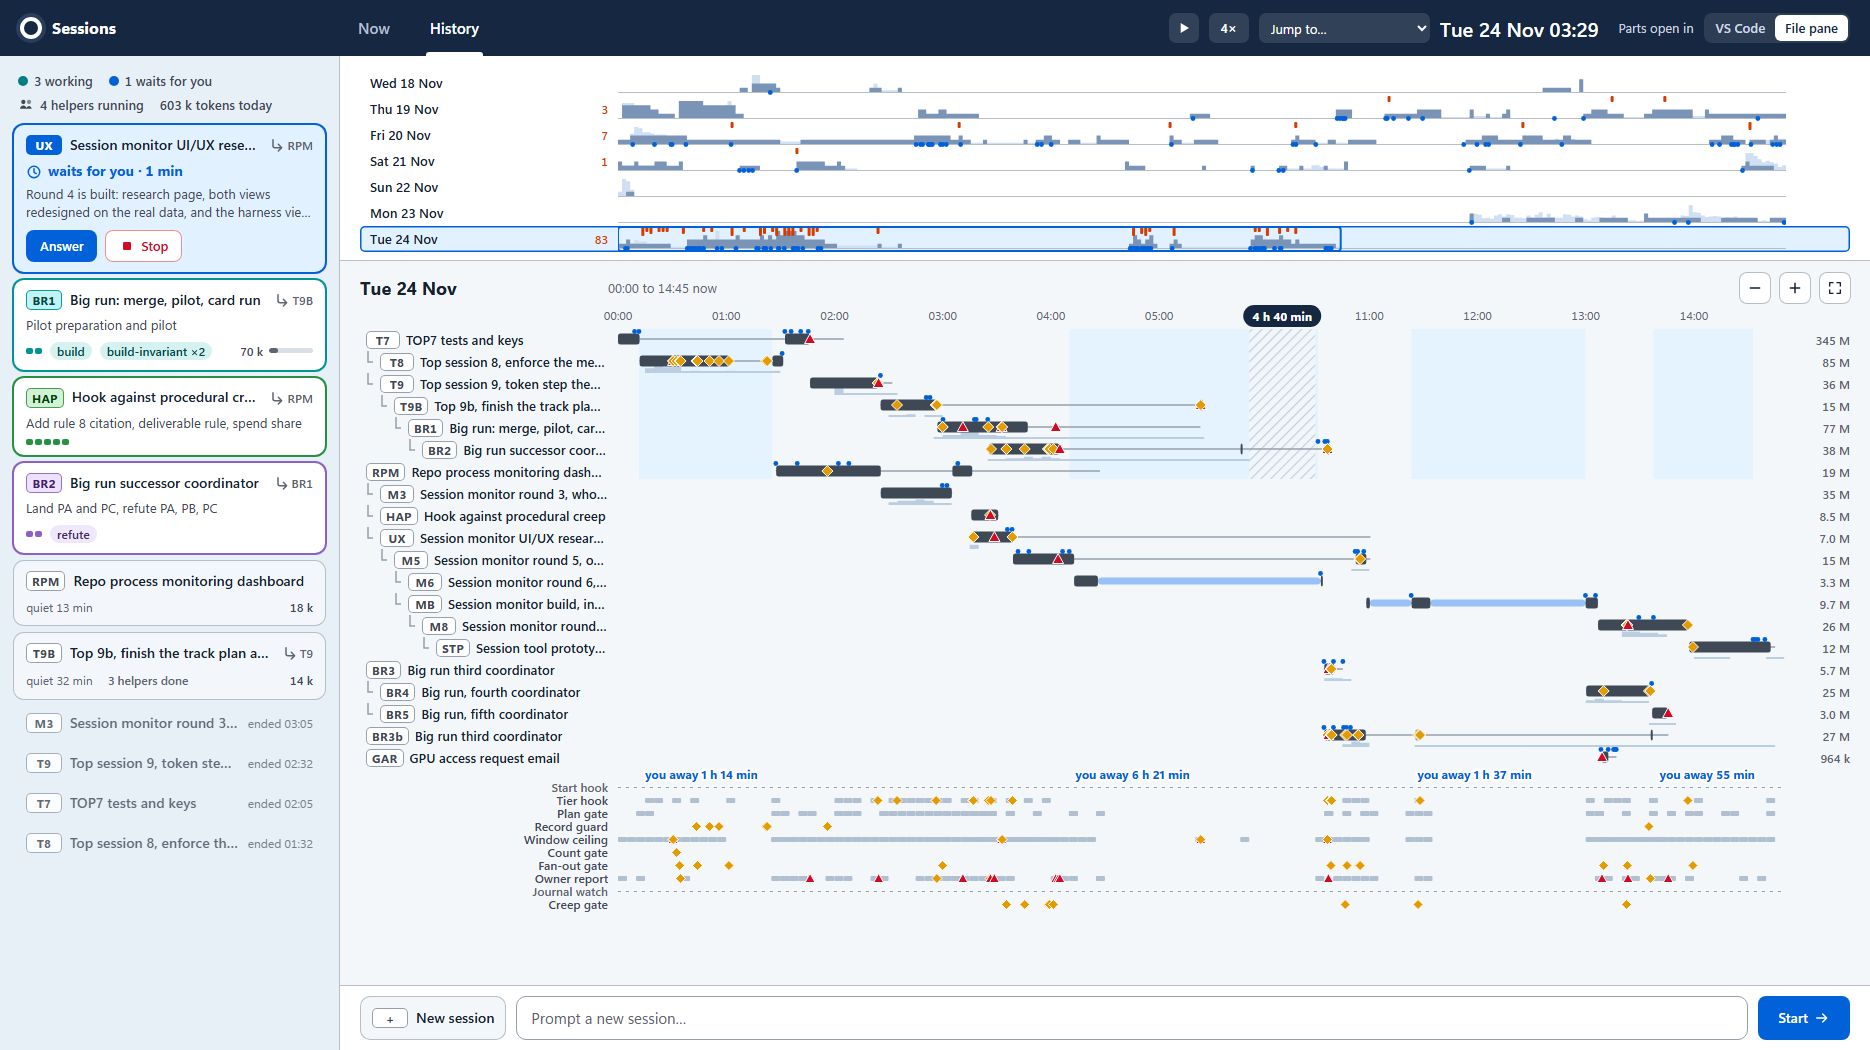 Sessions
Now
History
4×
Jump to...
Tue 24 Nov 03:29
Parts open in
VS Code
File pane
3 working
1 waits for you
4 helpers running
603 k tokens today
UX
Session monitor UI/UX rese...
RPM
waits for you · 1 min
Round 4 is built: research page, both views
redesigned on the real data, and the harness vie...
Answer
Stop
BR1
Big run: merge, pilot, card run
T9B
Pilot preparation and pilot
build
build-invariant ×2
70 k
HAP
Hook against procedural cr...
RPM
Add rule 8 citation, deliverable rule, spend share
BR2
Big run successor coordinator
BR1
Land PA and PC, refute PA, PB, PC
refute
RPM
Repo process monitoring dashboard
quiet 13 min
18 k
T9B
Top 9b, finish the track plan a...
T9
quiet 32 min
3 helpers done
14 k
M3
Session monitor round 3...
ended 03:05
T9
Top session 9, token ste...
ended 02:32
T7
TOP7 tests and keys
ended 02:05
T8
Top session 8, enforce th...
ended 01:32
Wed 18 Nov
Thu 19 Nov
3
Fri 20 Nov
7
Sat 21 Nov
1
Sun 22 Nov
Mon 23 Nov
Tue 24 Nov
83
Tue 24 Nov
00:00 to 14:45 now
00:00
01:00
02:00
03:00
04:00
05:00
4 h 40 min
11:00
12:00
13:00
14:00
T7
TOP7 tests and keys
345 M
T8
Top session 8, enforce the me...
85 M
T9
Top session 9, token step the...
36 M
T9B
Top 9b, finish the track pla...
15 M
BR1
Big run: merge, pilot, car...
77 M
BR2
Big run successor coor...
38 M
RPM
Repo process monitoring dash...
19 M
M3
Session monitor round 3, who...
35 M
HAP
Hook against procedural creep
8.5 M
UX
Session monitor UI/UX resear...
7.0 M
M5
Session monitor round 5, o...
15 M
M6
Session monitor round 6,...
3.3 M
MB
Session monitor build, in...
9.7 M
M8
Session monitor round...
26 M
STP
Session tool prototy...
12 M
BR3
Big run third coordinator
5.7 M
BR4
Big run, fourth coordinator
25 M
BR5
Big run, fifth coordinator
3.0 M
BR3b
Big run third coordinator
27 M
GAR
GPU access request email
964 k
you away 1 h 14 min
you away 6 h 21 min
you away 1 h 37 min
you away 55 min
Start hook
Tier hook
Plan gate
Record guard
Window ceiling
Count gate
Fan-out gate
Owner report
Journal watch
Creep gate
+
New session
Prompt a new session...
Start →